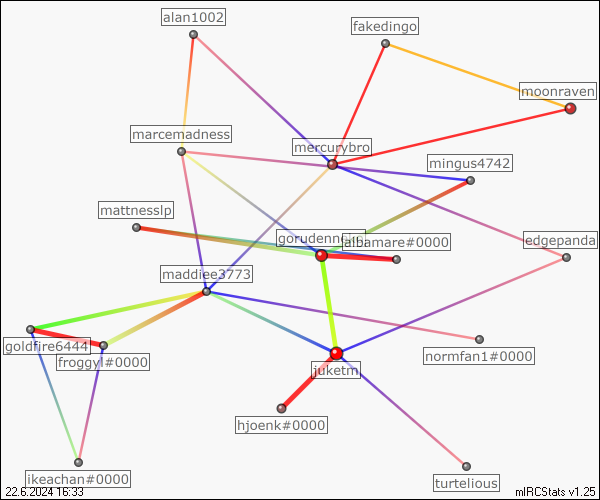 alan1002
fakedingo
moonraven
marcemadness
mercurybro
mingus4742
mattnesslp
albamare#0000
edgepanda
maddiee3773
goldfire6444
froggyl#0000
juketm
normfan1#0000
hjoenk#0000
ikeachan#0000
turtelious
22.6.2024 16:33
mIRCStats v1.25